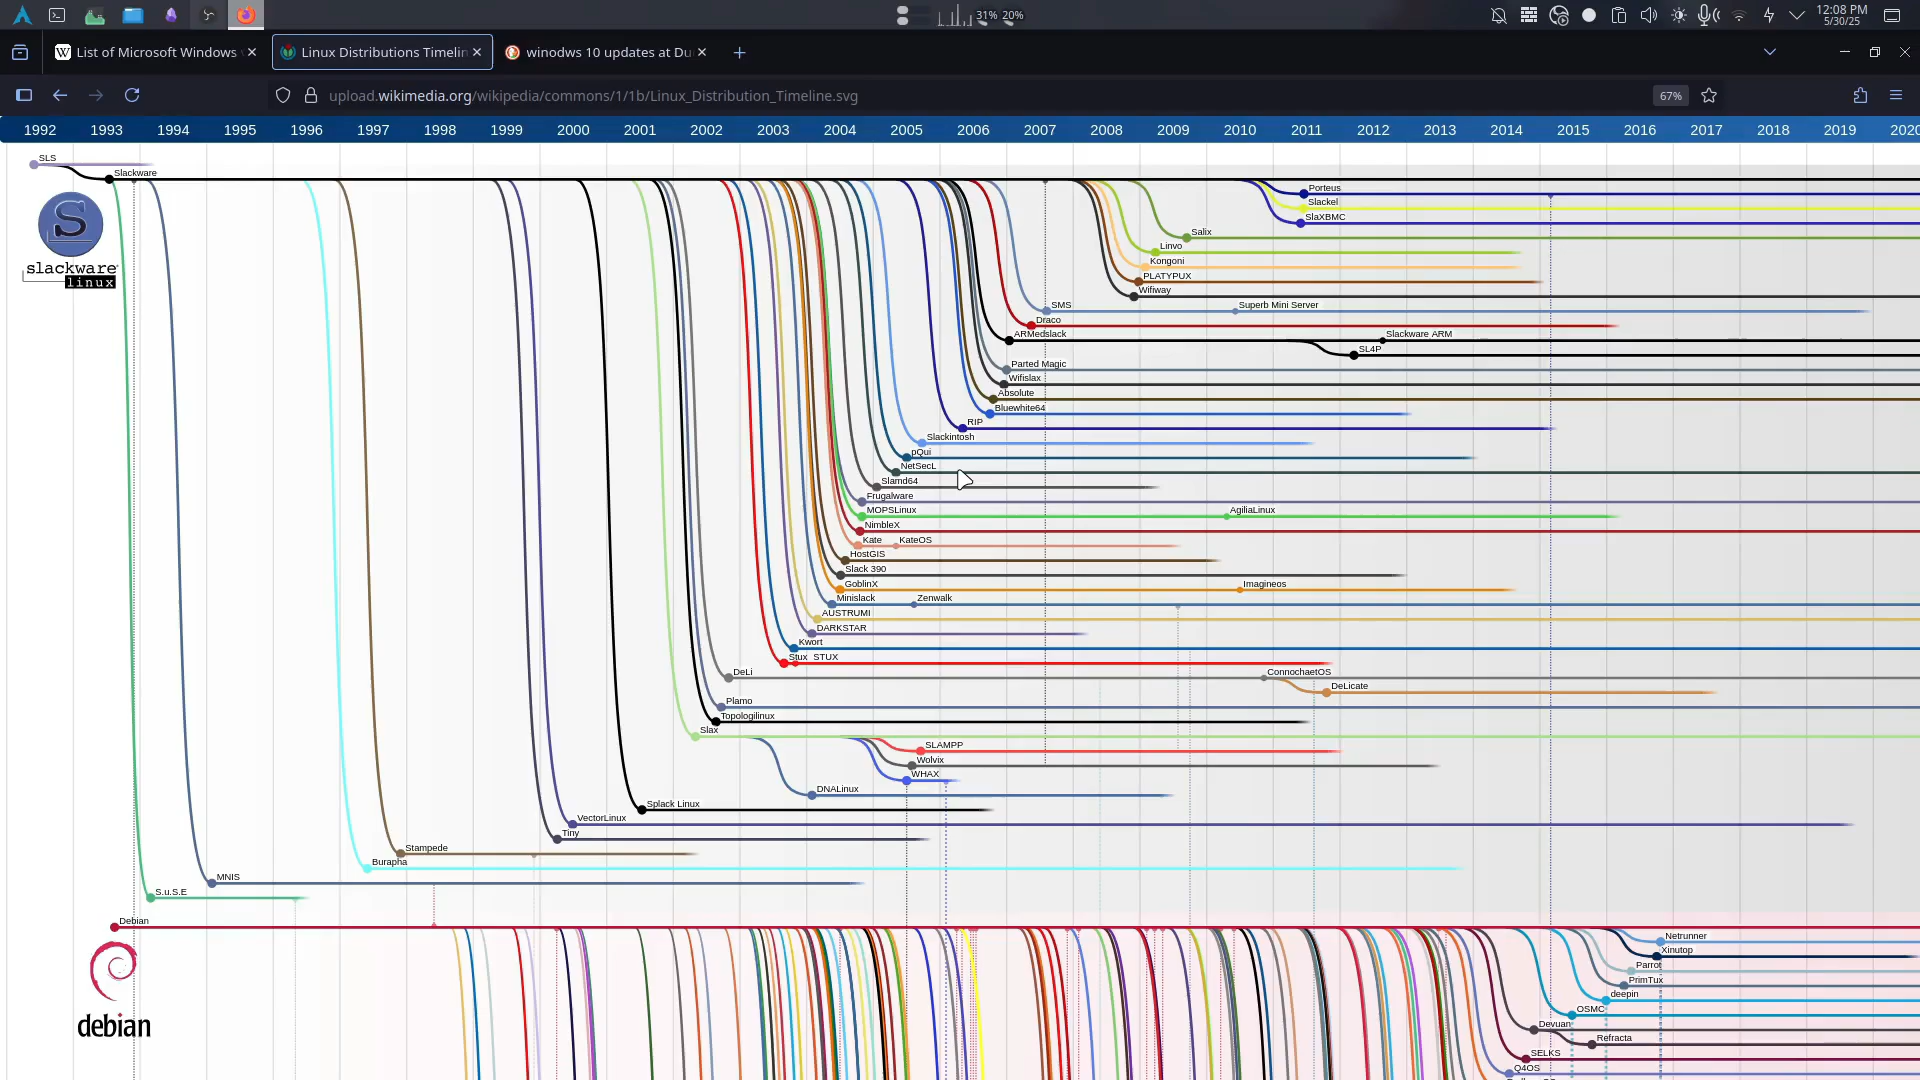 31% 20%
12:08 PM
5/30/25
List of Microsoft Windows
Linux Distributions Timelin
winodws 10 updates at Du
upload.wikimedia.org/wikipedia/commons/1/1b/Linux_Distribution_Timeline.svg
67%
1992 1993 1994 1995 1996 1997 1998 1999 2000 2001 2002 2003 2004 2005 2006 2007 2008 2009 2010 2011 2012 2013 2014 2015 2016 2017 2018 2019 2020
SLS
Slackware
slackware
linux
Porteus
Slackel
SlaXBMC
Salix
Linvo
Kongoni
PLATYPUX
Wifiway
SMS Superb Mini Server
Draco
ARMedslack Slackware ARM
SL4P
Parted Magic
Wifislax
Absolute
Bluewhite64
RIP
Slackintosh
pQui
NetSecL
Slamd64
Frugalware
MOPSLinux AgiliaLinux
NimbleX
Kate KateOS
HostGIS
Slack 390
GoblinX Imagineos
Minislack Zenwalk
AUSTRUMI
DARKSTAR
Kwort
Stux STUX
DeLi ConnochaetOS
DeLicate
Plamo
Topologilinux
Slax
SLAMPP
Wolvix
WHAX
DNALinux
Splack Linux
VectorLinux
Tiny
Stampede
Burapha
MNIS
S.u.S.E
Debian
debian
Netrunner
Xinutop
Parrot
PrimTux
deepin
OSMC
Devuan
Refracta
SELKS
Q4OS